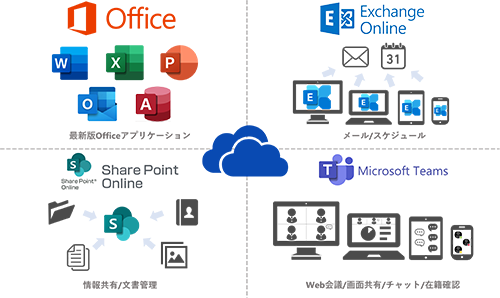 Office
W
X
P
O
A
最新版Officeアプリケーション
E
Exchange
Online
31
E
E
E
E
メール/スケジュール
S
Share Point
Online
Share Point
Online
S
情報共有/文書管理
T
Microsoft Teams
Web会議/画面共有/チャット/在籍確認